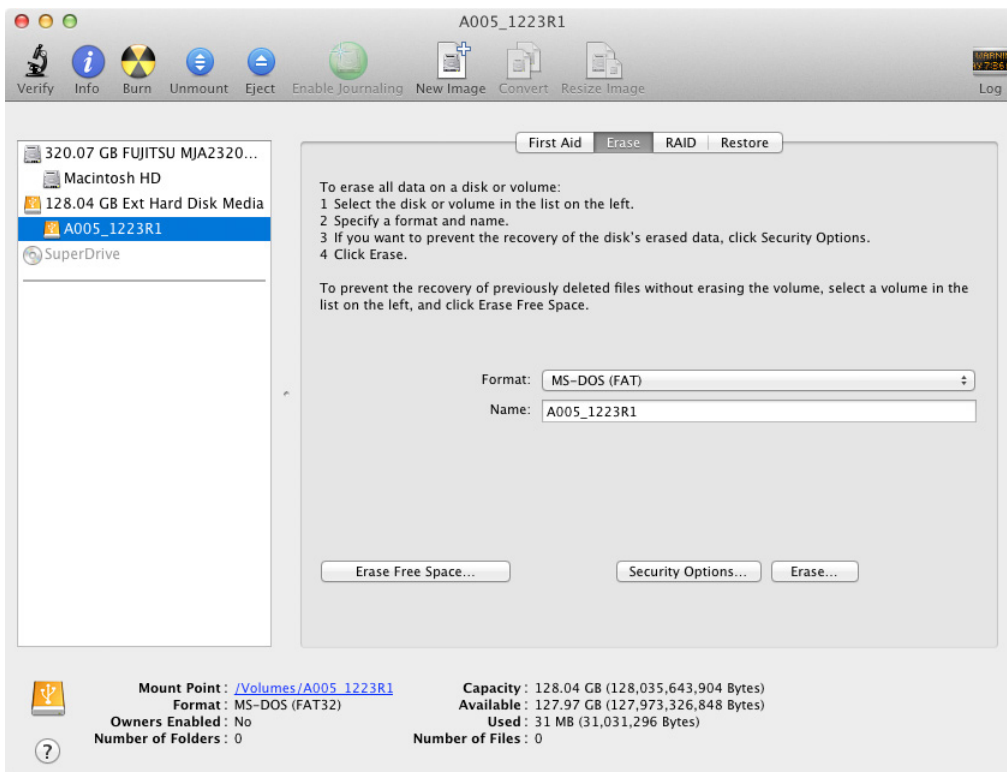 A005_1223R1
Verify Info Burn Unmount Eject Enable Journaling New Image Convert Resize Image Log
First Aid Erase RAID Restore
320.07 GB FUJITSU MJA2320...
Macintosh HD
128.04 GB Ext Hard Disk Media
A005_1223R1
SuperDrive
To erase all data on a disk or volume:
1 Select the disk or volume in the list on the left.
2 Specify a format and name.
3 If you want to prevent the recovery of the disk's erased data, click Security Options.
4 Click Erase.
To prevent the recovery of previously deleted files without erasing the volume, select a volume in the
list on the left, and click Erase Free Space.
Format: MS-DOS (FAT)
Name: A005_1223R1
Erase Free Space... Security Options... Erase...
Mount Point : /Volumes/A005_1223R1
Format : MS-DOS (FAT32)
Owners Enabled : No
Number of Folders : 0
Capacity : 128.04 GB (128,035,643,904 Bytes)
Available : 127.97 GB (127,973,326,848 Bytes)
Used : 31 MB (31,031,296 Bytes)
Number of Files : 0
?